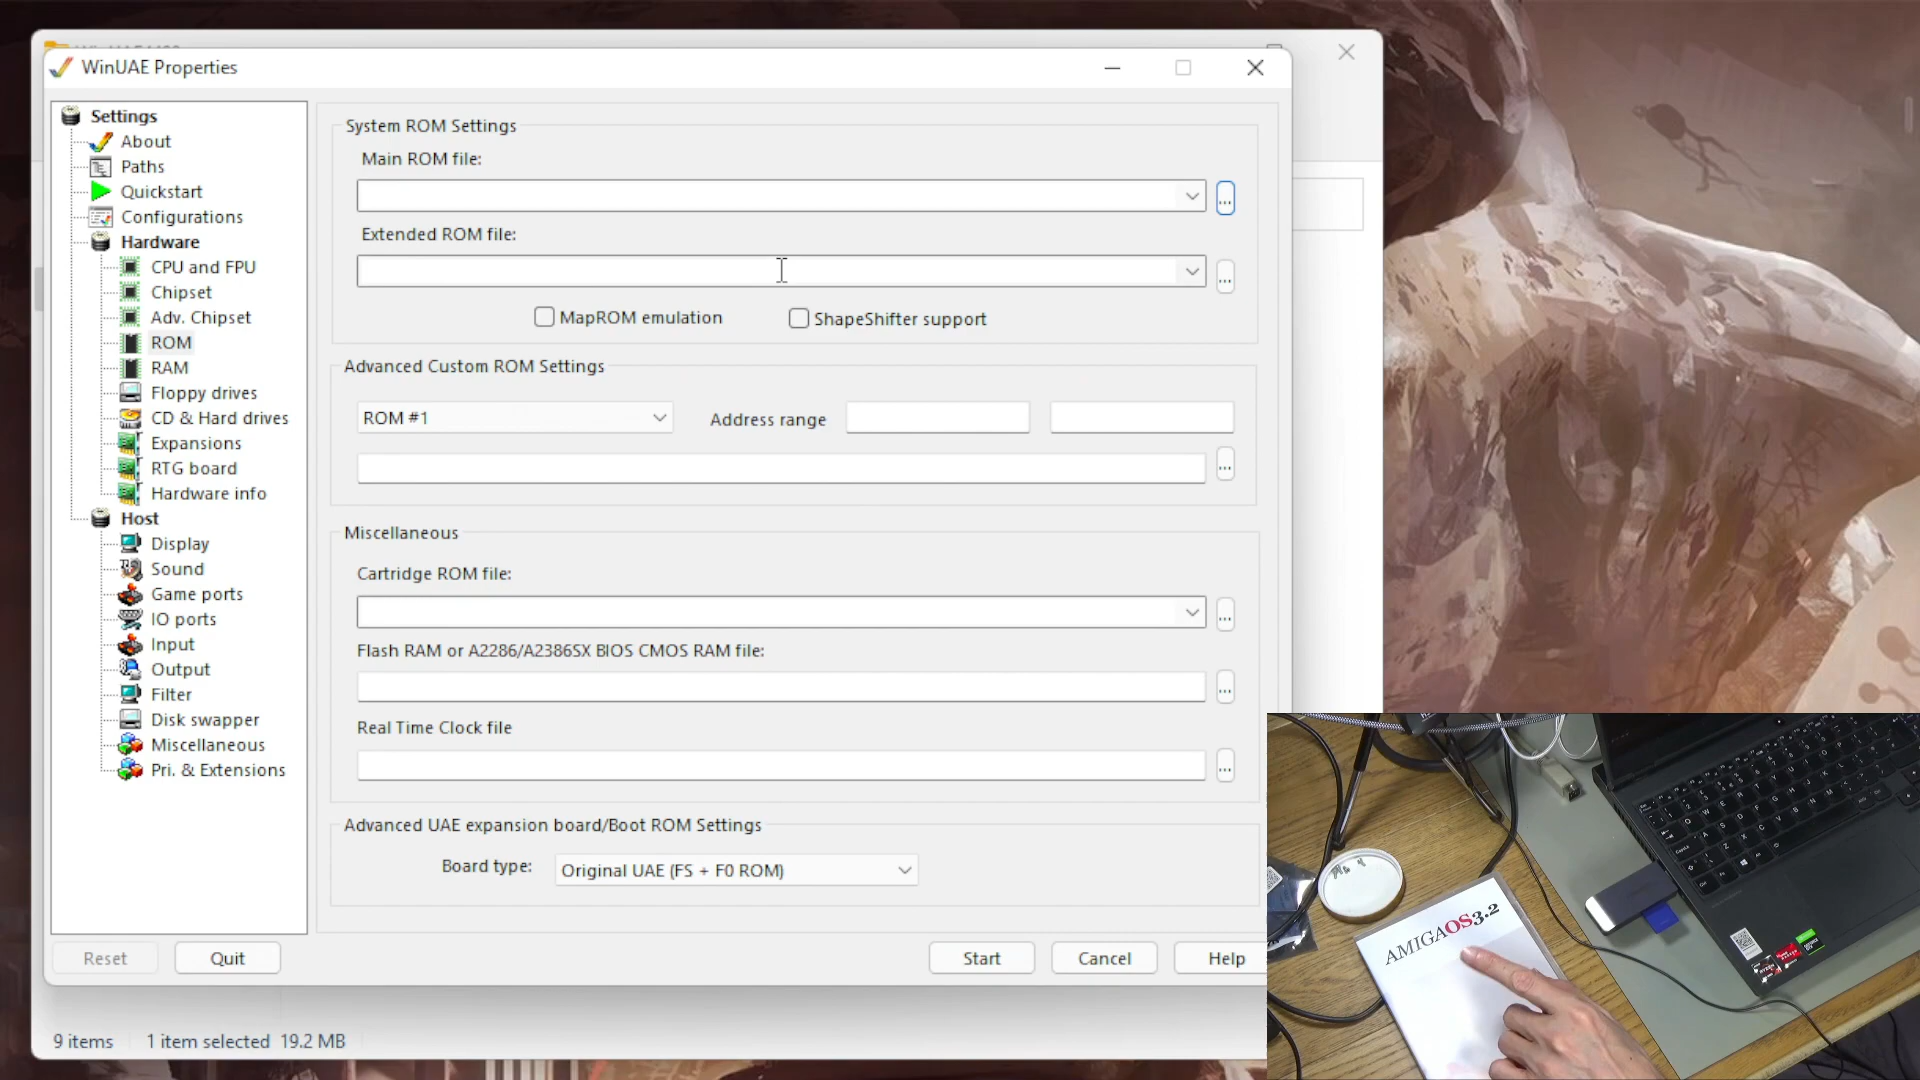 WinUAE Properties
Settings
About
Paths
Quickstart
Configurations
Hardware
CPU and FPU
Chipset
Adv. Chipset
ROM
RAM
Floppy drives
CD & Hard drives
Expansions
RTG board
Hardware info
Host
Display
Sound
Game ports
IO ports
Input
Output
Filter
Disk swapper
Miscellaneous
Pri. & Extensions
System ROM Settings
Main ROM file:
...
Extended ROM file:
...
MapROM emulation
ShapeShifter support
Advanced Custom ROM Settings
ROM #1
Address range
...
Miscellaneous
Cartridge ROM file:
...
Flash RAM or A2286/A2386SX BIOS CMOS RAM file:
...
Real Time Clock file
...
Advanced UAE expansion board/Boot ROM Settings
Board type:
Original UAE (FS + F0 ROM)
Reset
Quit
Start
Cancel
Help
9 items
1 item selected 19.2 MB
AMIGAOS3.2